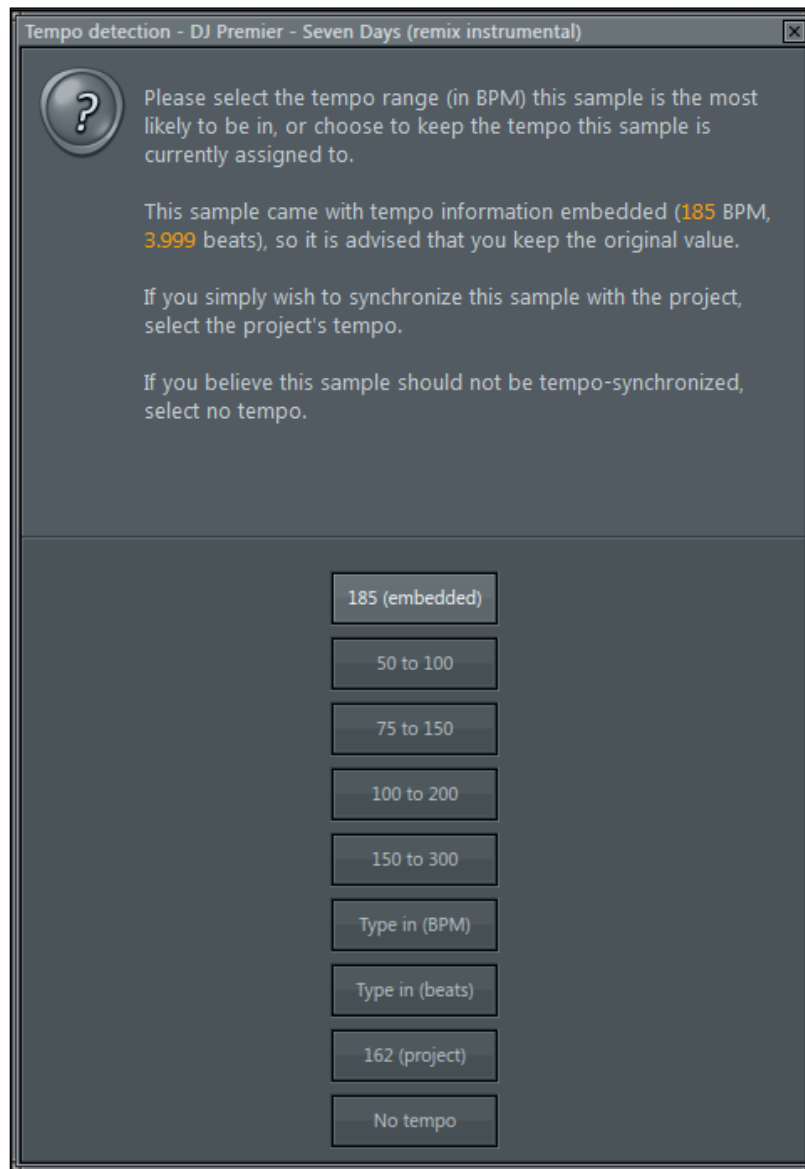 Tempo detection - DJ Premier - Seven Days (remix instrumental)
Please select the tempo range (in BPM) this sample is the most
likely to be in, or choose to keep the tempo this sample is
currently assigned to.
This sample came with tempo information embedded (185 BPM,
3.999 beats), so it is advised that you keep the original value.
If you simply wish to synchronize this sample with the project,
select the project's tempo.
If you believe this sample should not be tempo-synchronized,
select no tempo.
185 (embedded)
50 to 100
75 to 150
100 to 200
150 to 300
Type in (BPM)
Type in (beats)
162 (project)
No tempo